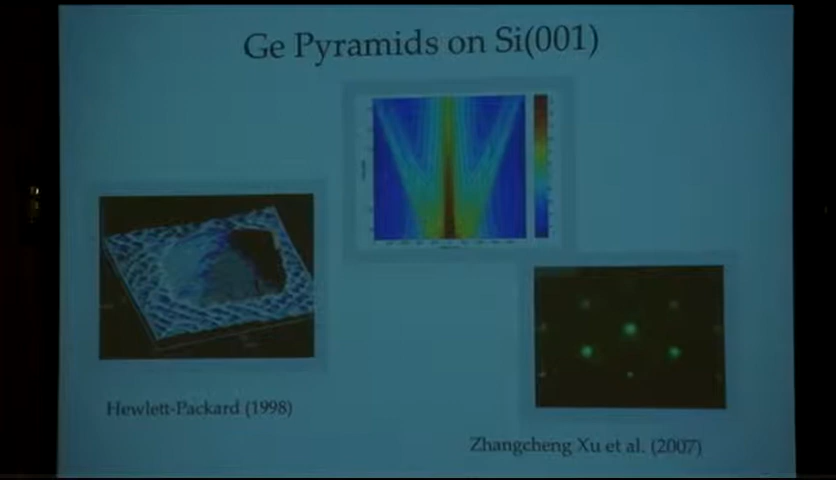 Ge Pyramids on Si(001)
Hewlett-Packard (1998)
Zhangcheng Xu et al. (2007)